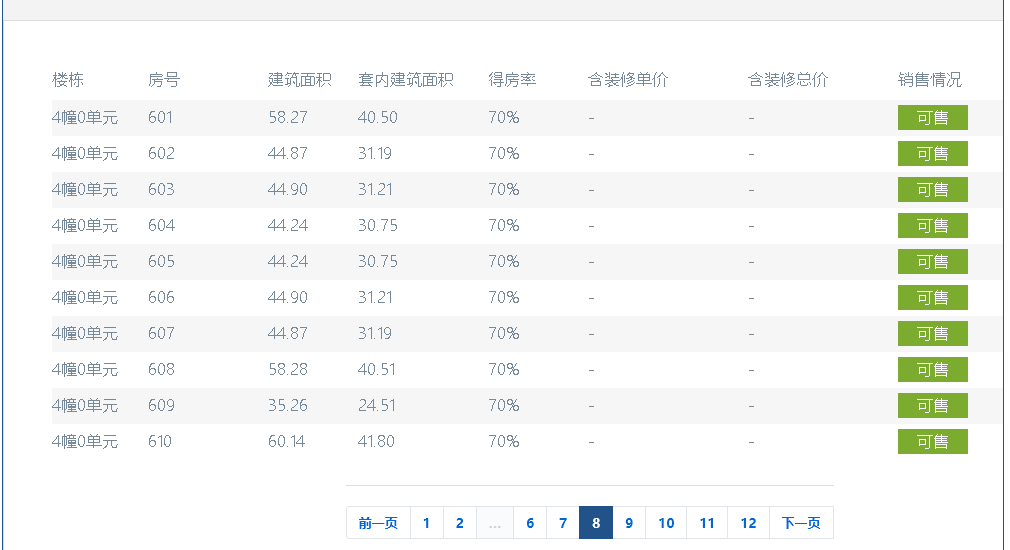 楼栋 房号 建筑面积 套内建筑面积 得房率 含装修单价 含装修总价 销售情况
4幢0单元 601 58.27 40.50 70% - - 可售
4幢0单元 602 44.87 31.19 70% - - 可售
4幢0单元 603 44.90 31.21 70% - - 可售
4幢0单元 604 44.24 30.75 70% - - 可售
4幢0单元 605 44.24 30.75 70% - - 可售
4幢0单元 606 44.90 31.21 70% - - 可售
4幢0单元 607 44.87 31.19 70% - - 可售
4幢0单元 608 58.28 40.51 70% - - 可售
4幢0单元 609 35.26 24.51 70% - - 可售
4幢0单元 610 60.14 41.80 70% - - 可售
前一页 1 2 ... 6 7 8 9 10 11 12 下一页